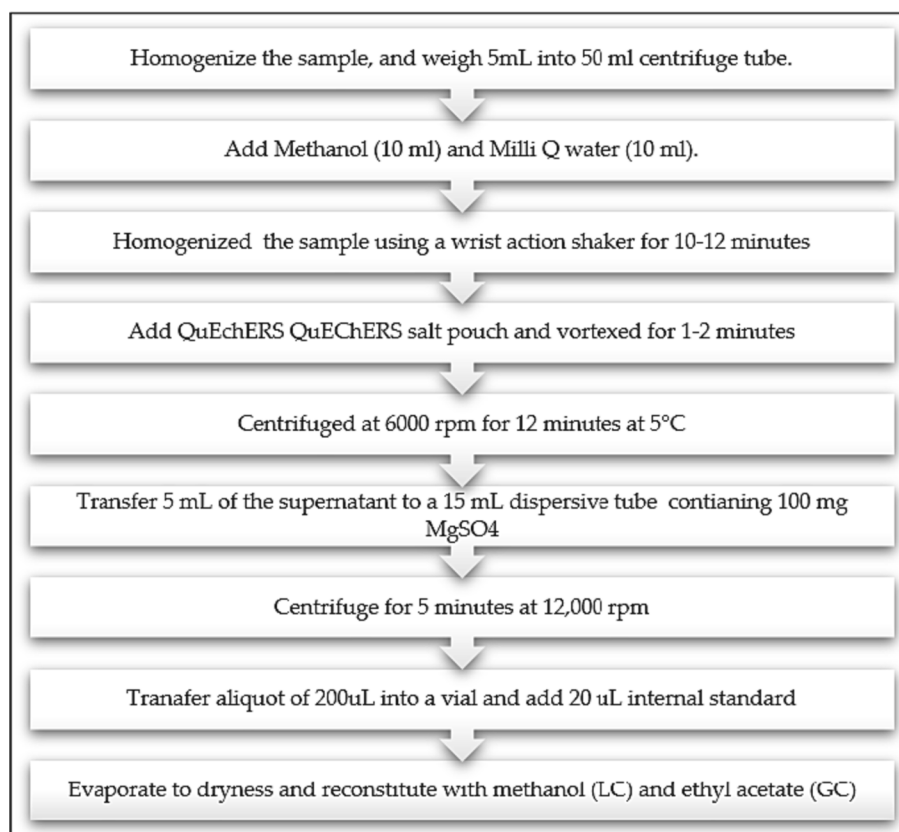 Homogenize the sample, and weigh 5mL into 50 ml centrifuge tube.
Add Methanol (10 ml) and Milli Q water (10 ml).
Homogenized the sample using a wrist action shaker for 10-12 minutes
Add QuEchERS QuEChERS salt pouch and vortexed for 1-2 minutes
Centrifuged at 6000 rpm for 12 minutes at 5°C
Transfer 5 mL of the supernatant to a 15 mL dispersive tube contianing 100 mg
MgSO4
Centrifuge for 5 minutes at 12,000 rpm
Tranafer aliquot of 200uL into a vial and add 20 uL internal standard
Evaporate to dryness and reconstitute with methanol (LC) and ethyl acetate (GC)